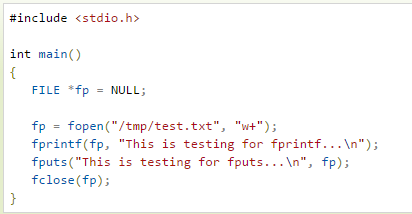 #include <stdio.h>
int main()
{
FILE *fp = NULL;
fp = fopen("/tmp/test.txt", "w+");
fprintf(fp, "This is testing for fprintf...\n");
fputs("This is testing for fputs...\n", fp);
fclose(fp);
}